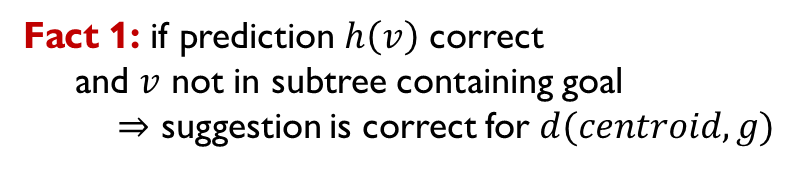 Fact 1: if prediction h(v) correct
and v not in subtree containing goal
⇒ suggestion is correct for d(centroid, g)